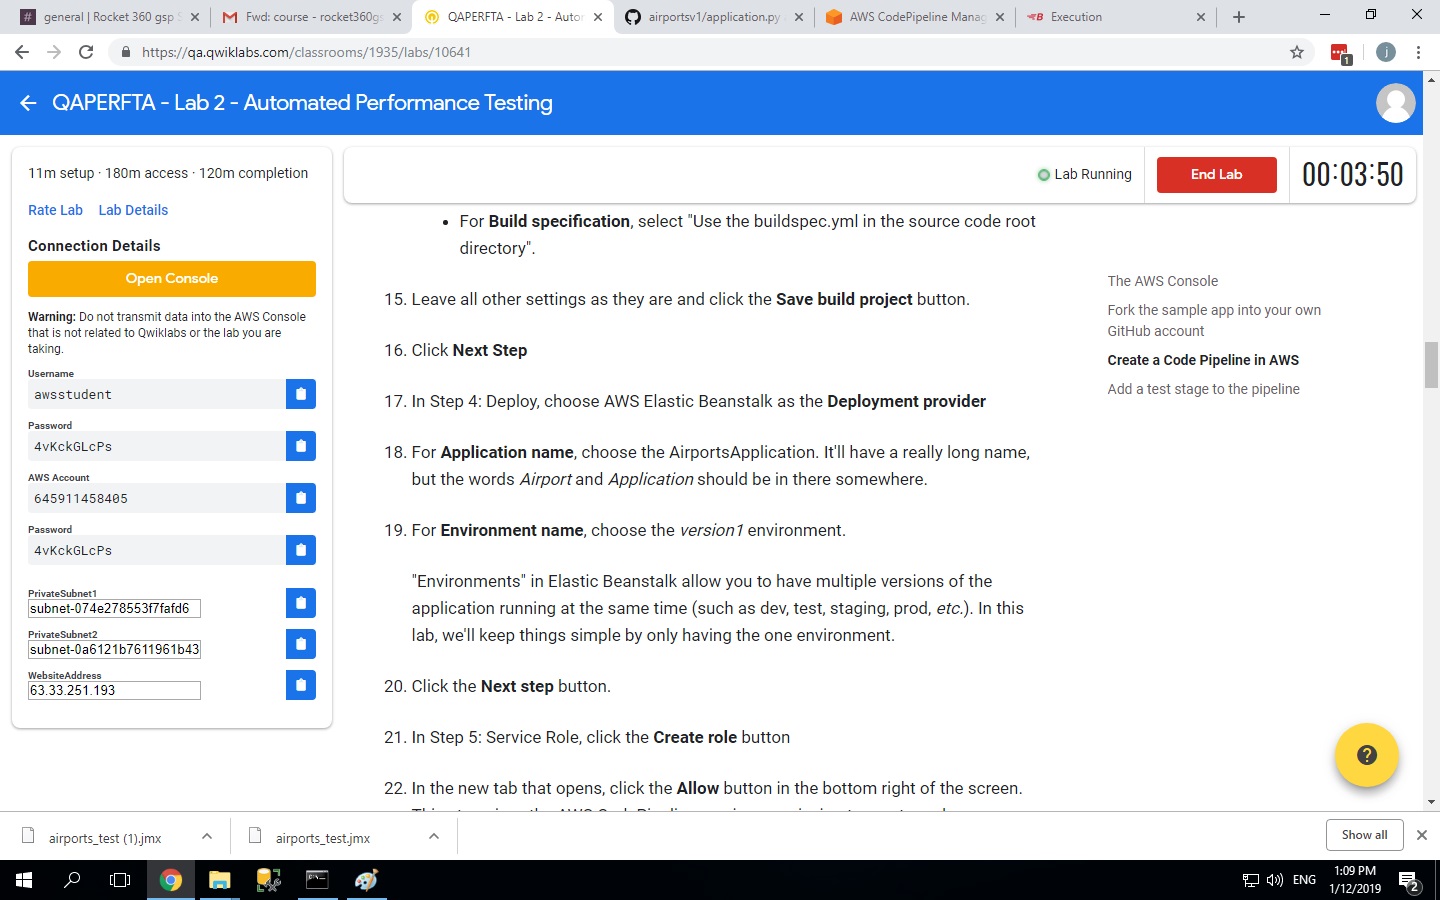 general | Rocket 360 gsp S
Fwd: course - rocket360gs
QAPERFTA - Lab 2 - Autor
airportsv1/application.py
AWS CodePipeline Manag
Execution
https://qa.qwiklabs.com/classrooms/1935/labs/10641
1
j
QAPERFTA - Lab 2 - Automated Performance Testing
11m setup · 180m access · 120m completion
Rate Lab Lab Details
Connection Details
Open Console
Warning: Do not transmit data into the AWS Console
that is not related to Qwiklabs or the lab you are
taking.
Username
awsstudent
Password
4vKckGLcPs
AWS Account
645911458405
Password
4vKckGLcPs
PrivateSubnet1
subnet-074e278553f7fafd6
PrivateSubnet2
subnet-0a6121b7611961b43
WebsiteAddress
63.33.251.193
Lab Running
End Lab
00:03:50
• For Build specification, select "Use the buildspec.yml in the source code root
directory".
15. Leave all other settings as they are and click the Save build project button.
16. Click Next Step
17. In Step 4: Deploy, choose AWS Elastic Beanstalk as the Deployment provider
18. For Application name, choose the AirportsApplication. It'll have a really long name,
but the words Airport and Application should be in there somewhere.
19. For Environment name, choose the version1 environment.
"Environments" in Elastic Beanstalk allow you to have multiple versions of the
application running at the same time (such as dev, test, staging, prod, etc.). In this
lab, we'll keep things simple by only having the one environment.
20. Click the Next step button.
21. In Step 5: Service Role, click the Create role button
22. In the new tab that opens, click the Allow button in the bottom right of the screen.
The AWS Console
Fork the sample app into your own
GitHub account
Create a Code Pipeline in AWS
Add a test stage to the pipeline
airports_test (1).jmx
airports_test.jmx
Show all
ENG
1:09 PM
1/12/2019
2